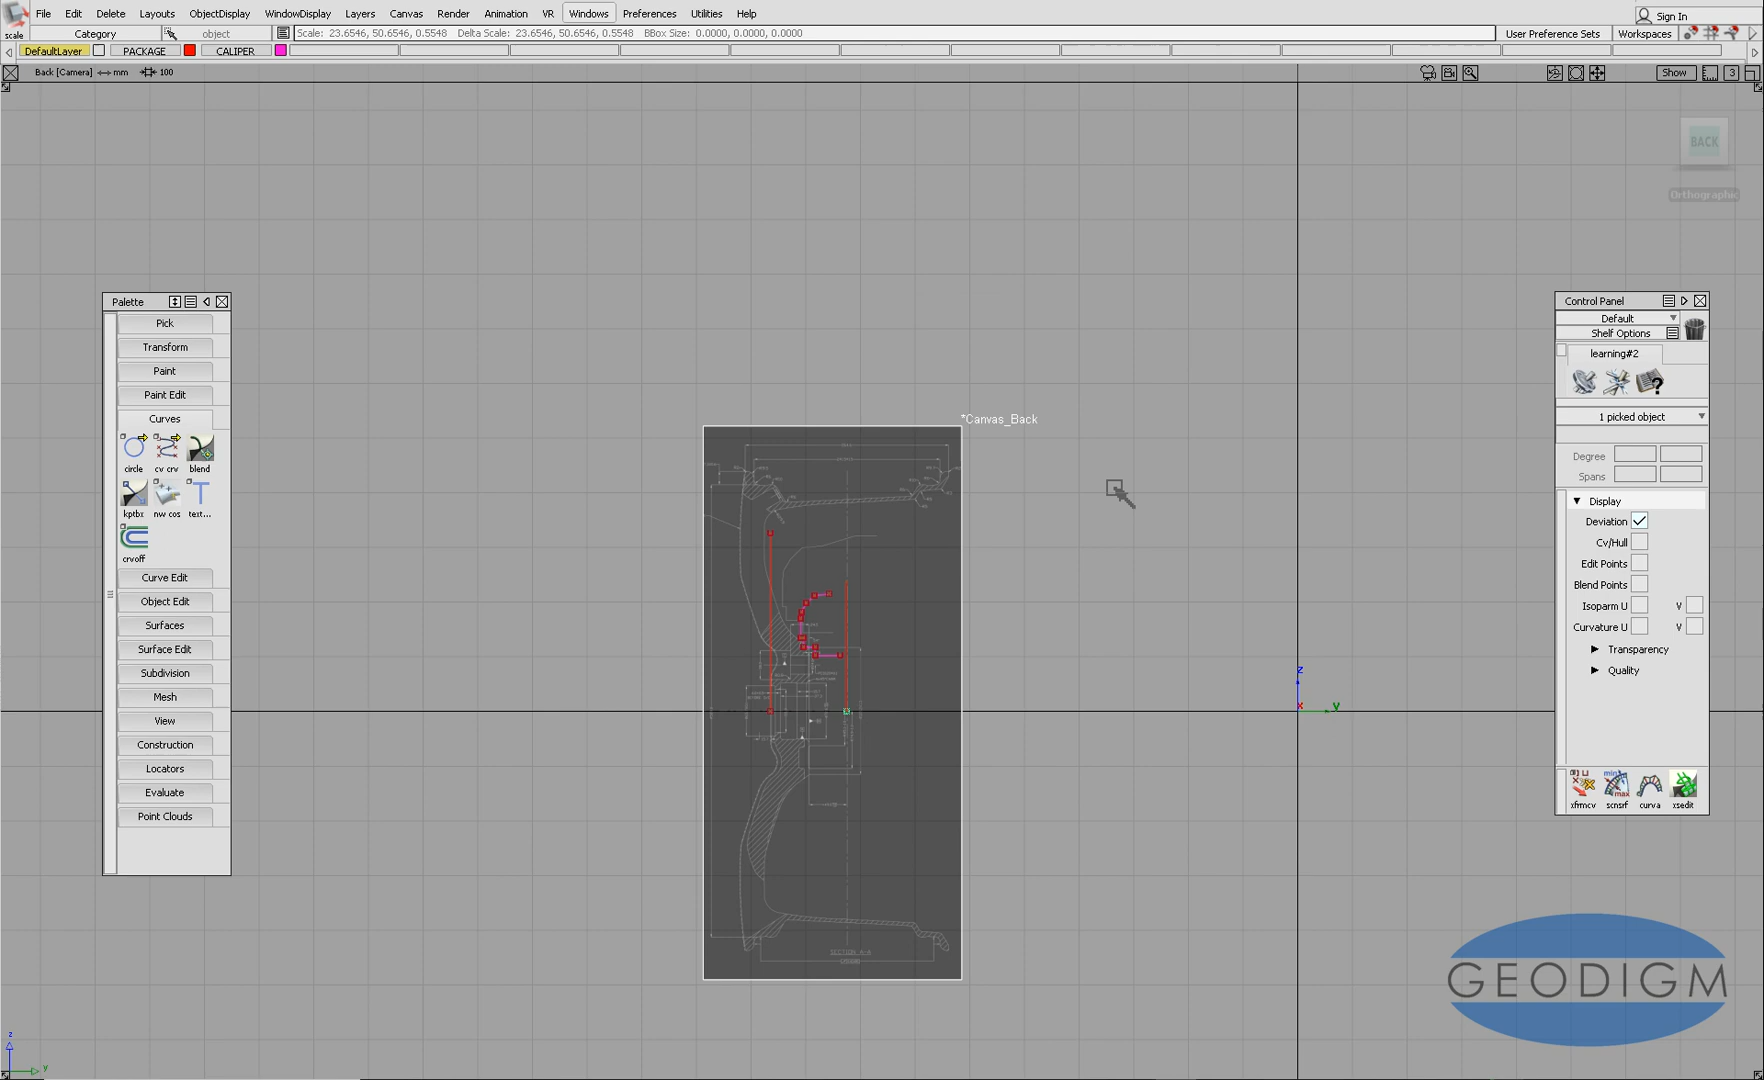 File Edit Delete Layouts ObjectDisplay WindowDisplay Layers Canvas Render Animation VR Windows Preferences Utilities Help
Sign In
scale
Category
object
Scale: 23.6546, 50.6546, 0.5548 Delta Scale: 23.6546, 50.6546, 0.5548 BBox Size: 0.0000, 0.0000, 0.0000
User Preference Sets
Workspaces
DefaultLayer
PACKAGE
CALIPER
Back [Camera] mm 100
Show
3
BACK
Orthographic
Palette
Pick
Transform
Paint
Paint Edit
Curves
circle cv crv blend
kptbx nw cos text...
crvoff
Curve Edit
Object Edit
Surfaces
Surface Edit
Subdivision
Mesh
View
Construction
Locators
Evaluate
Point Clouds
*Canvas_Back
SECTION A-A
z
x
y
Control Panel
Default
Shelf Options
learning#2
1 picked object
Degree
Spans
Display
Deviation
Cv/Hull
Edit Points
Blend Points
Isoparm U V
Curvature U V
Transparency
Quality
xfrmcv scnsrf curva xsedit
GEODIGM
z
y